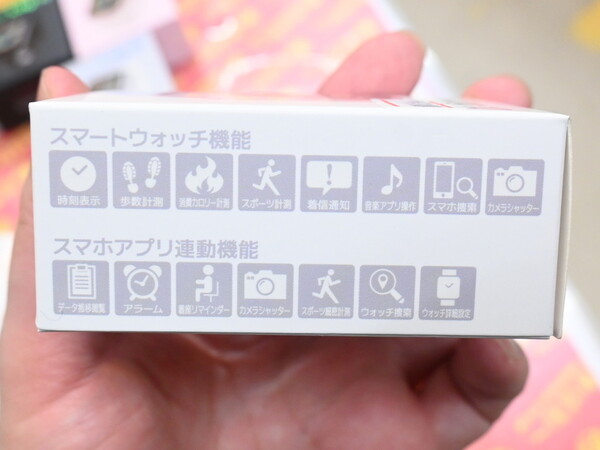 スマートウォッチ機能
時刻表示 歩数計測 消費カロリー計測 スポーツ計測 着信通知 音楽アプリ操作 スマホ捜索 カメラシャッター
スマホアプリ連動機能
データ推移閲覧 アラーム 着座リマインダー カメラシャッター スポーツ細密計測 ウォッチ捜索 ウォッチ詳細設定